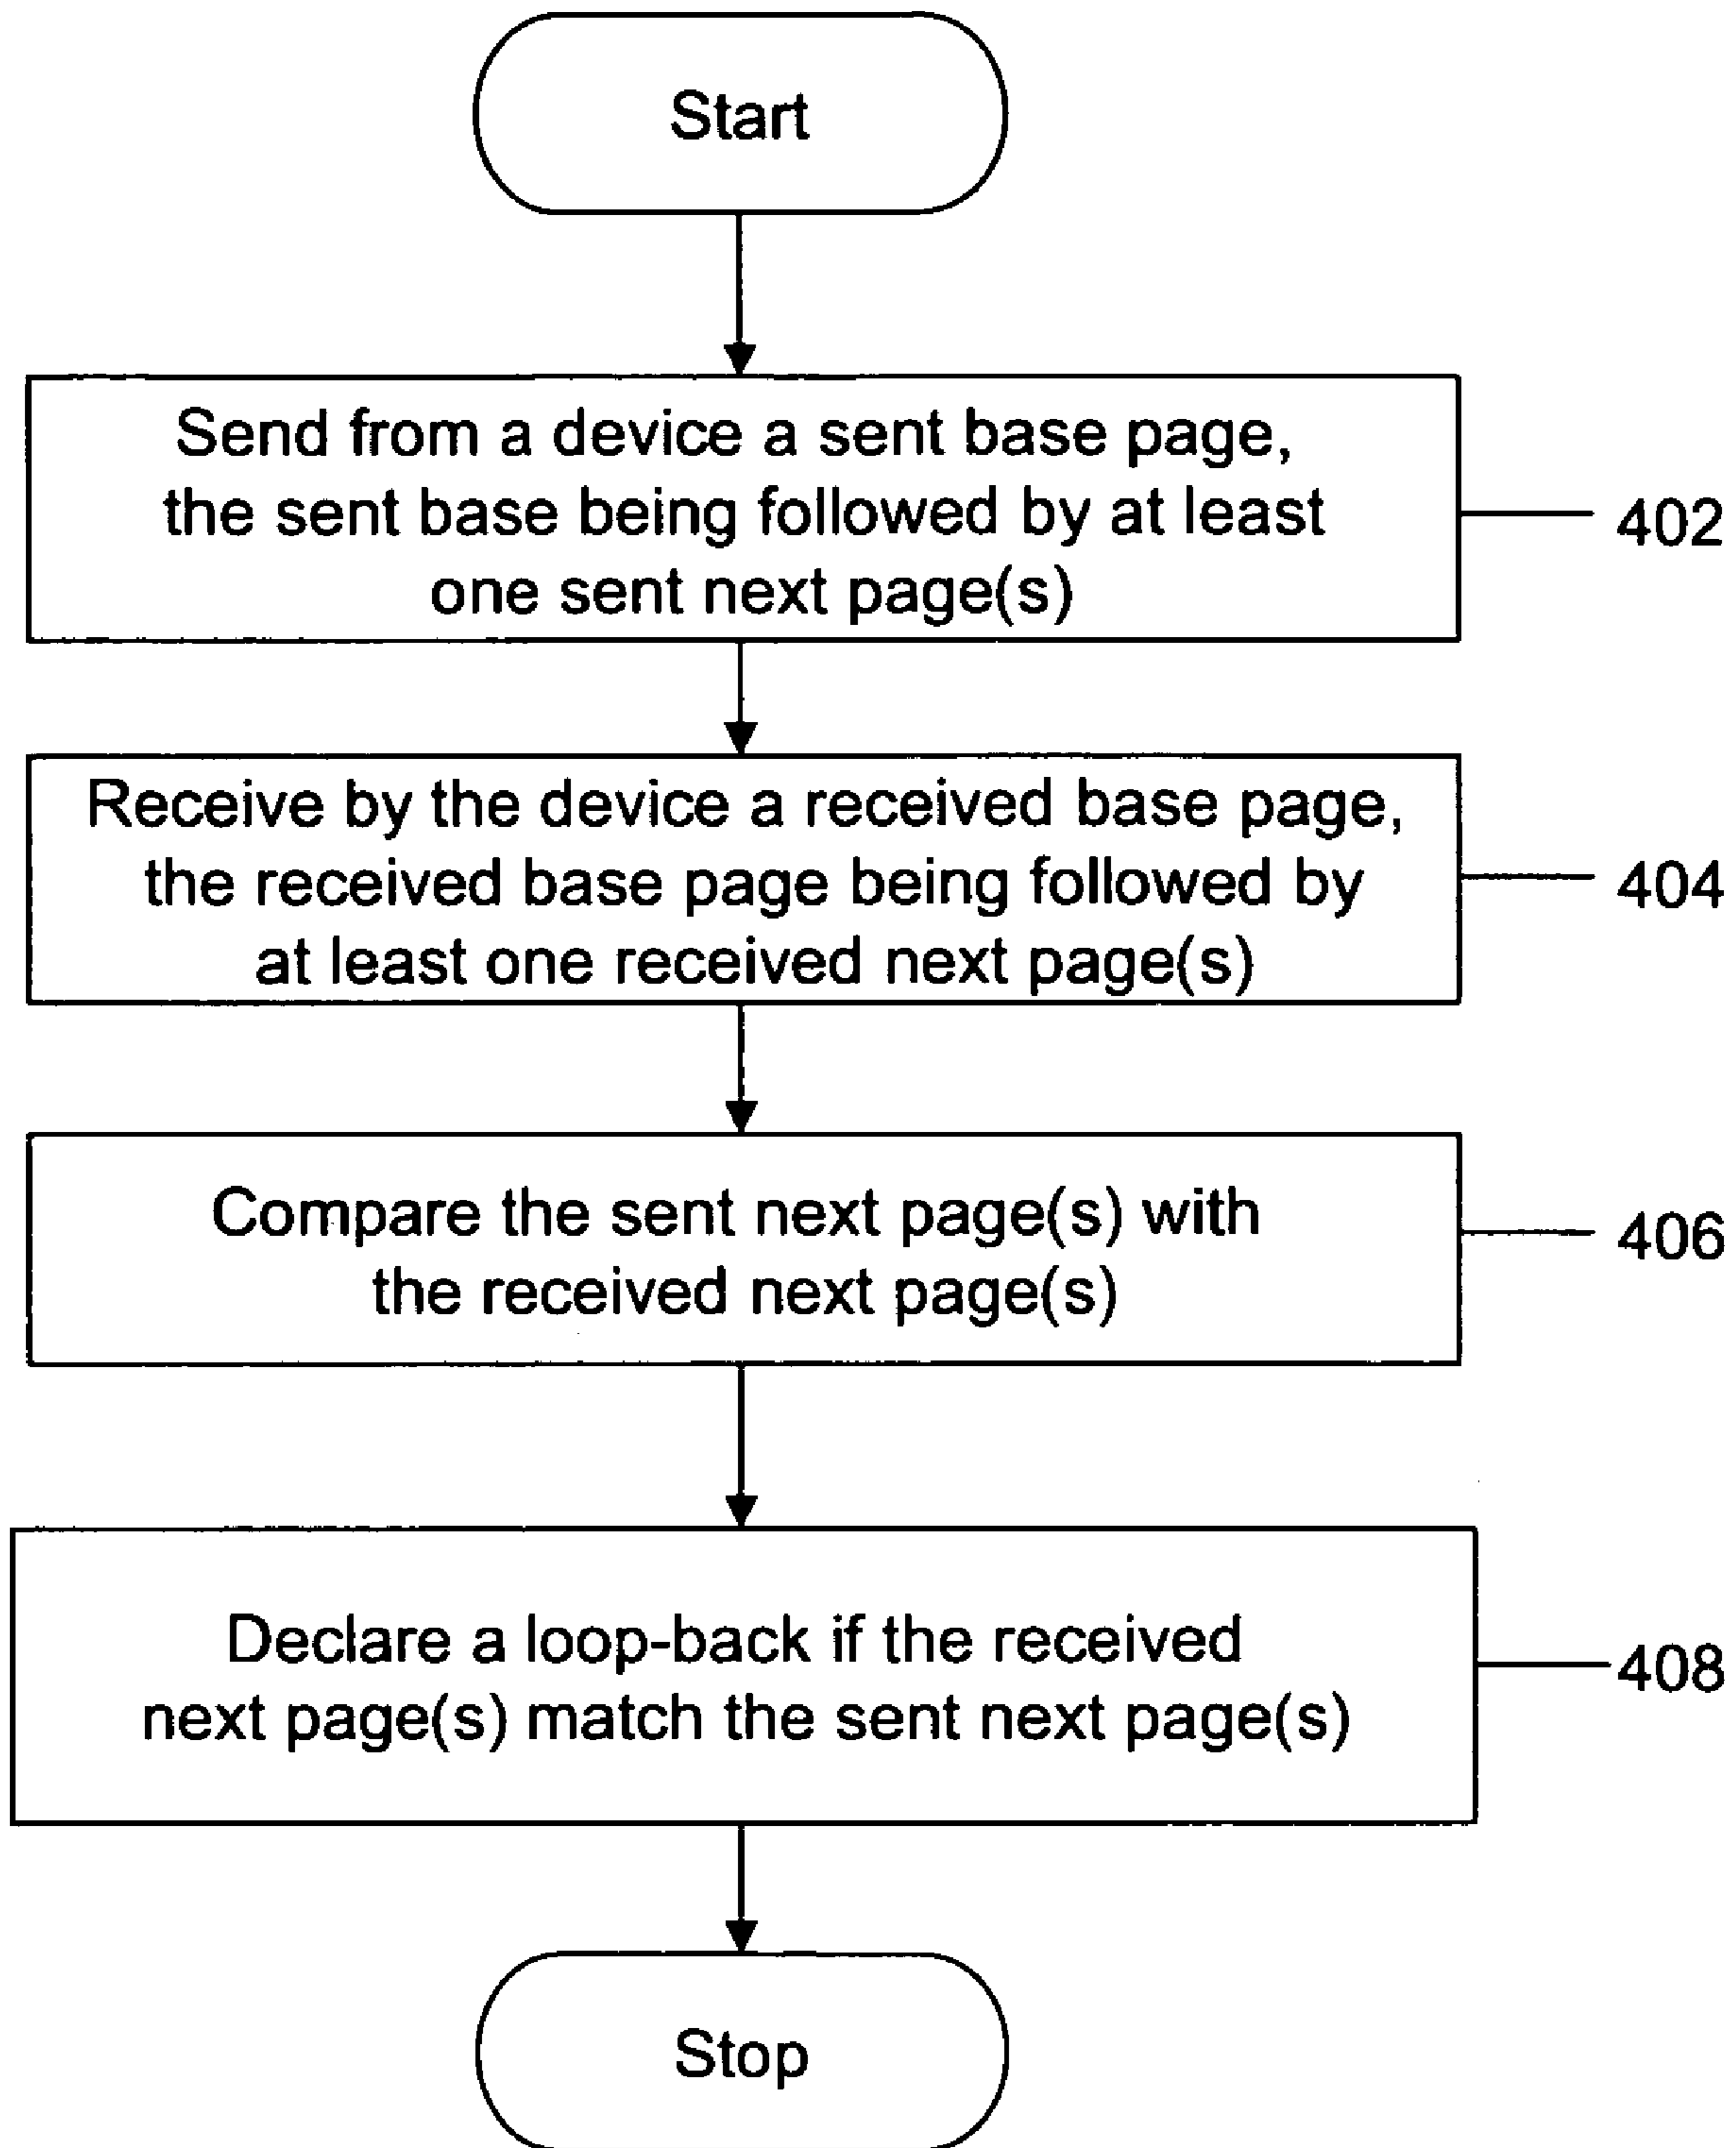 Start
Send from a device a sent base page,
the sent base being followed by at least
one sent next page(s)
402
Receive by the device a received base page,
the received base page being followed by
at least one received next page(s)
404
Compare the sent next page(s) with
the received next page(s)
406
Declare a loop-back if the received
next page(s) match the sent next page(s)
408
Stop